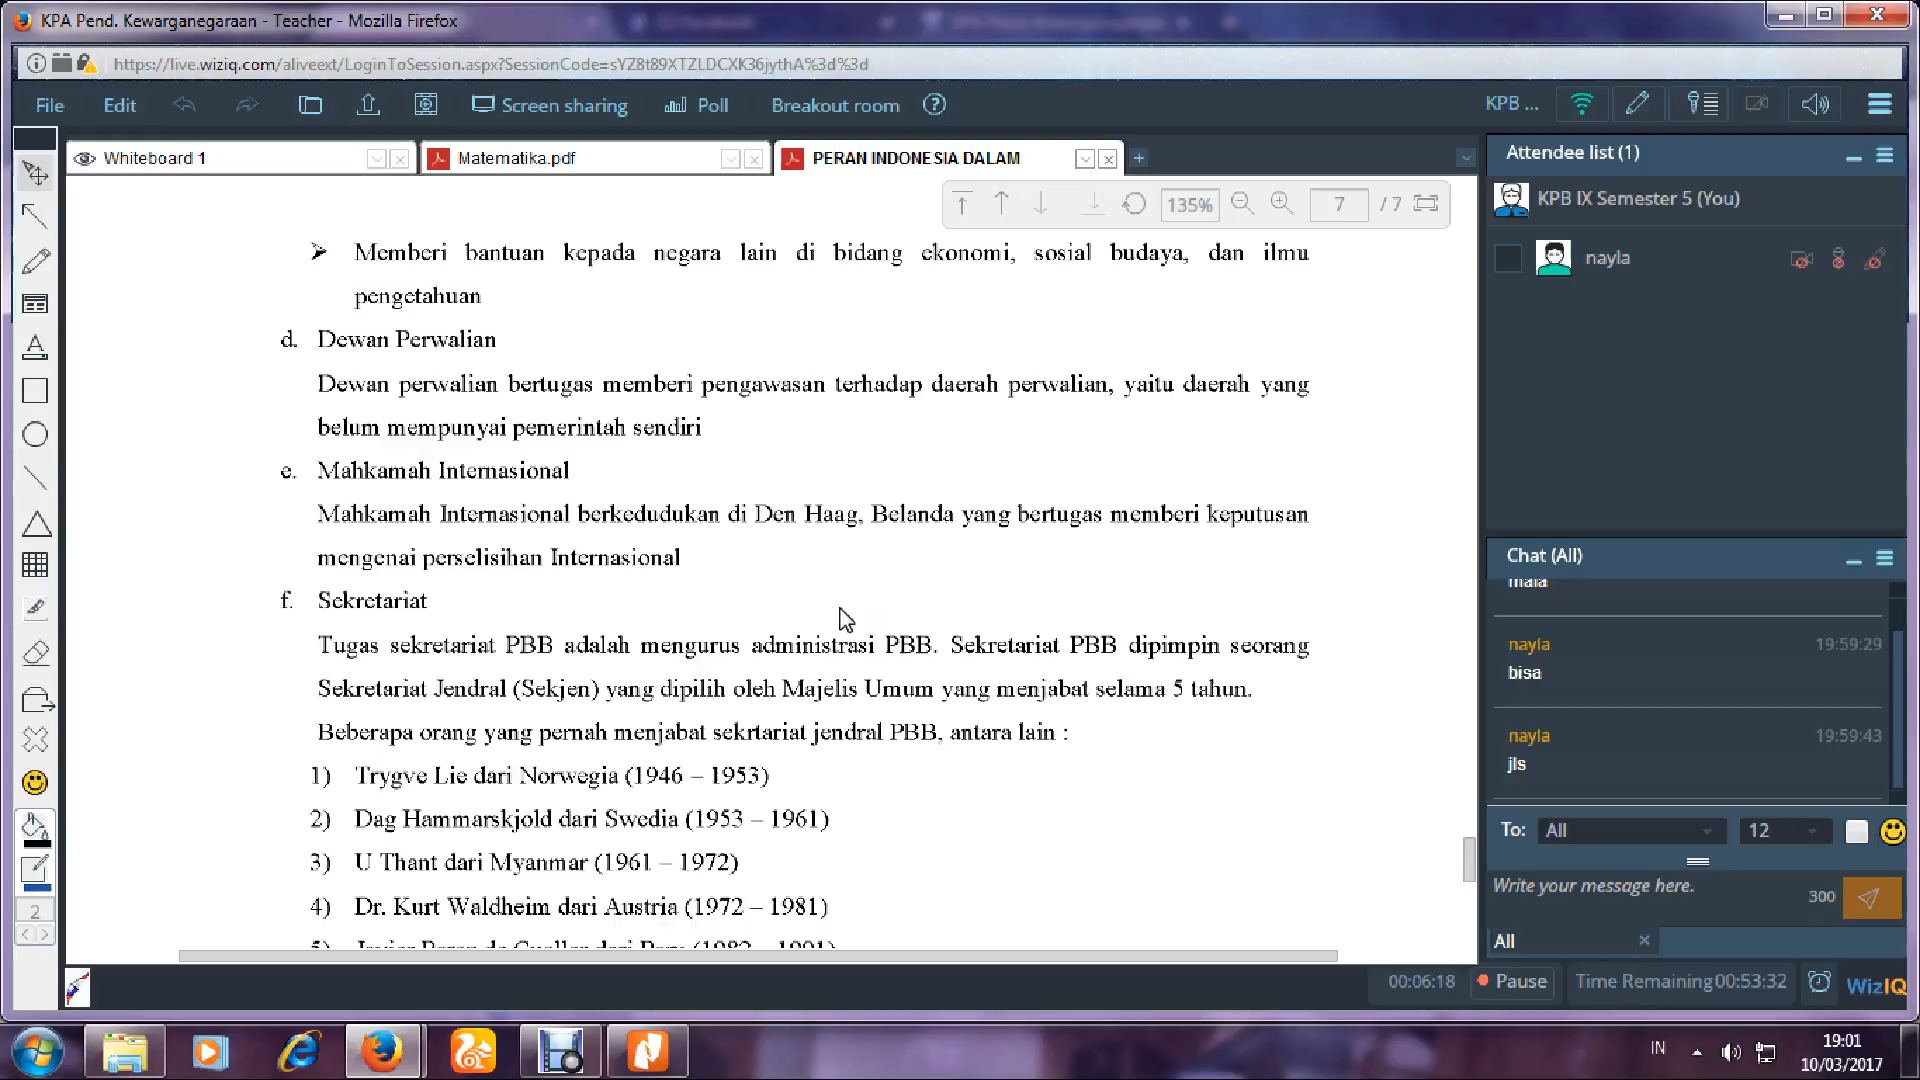 KPA Pend. Kewarganegaraan - Teacher - Mozilla Firefox
https://live.wiziq.com/aliveext/LoginToSession.aspx?SessionCode=sYZ8t89XTZLDCXK36jythA%3d%3d
File Edit Screen sharing Poll Breakout room KPB ...
Whiteboard 1 Matematika.pdf PERAN INDONESIA DALAM
135% 7 / 7
Memberi bantuan kepada negara lain di bidang ekonomi, sosial budaya, dan ilmu
pengetahuan
d. Dewan Perwalian
Dewan perwalian bertugas memberi pengawasan terhadap daerah perwalian, yaitu daerah yang
belum mempunyai pemerintah sendiri
e. Mahkamah Internasional
Mahkamah Internasional berkedudukan di Den Haag, Belanda yang bertugas memberi keputusan
mengenai perselisihan Internasional
f. Sekretariat
Tugas sekretariat PBB adalah mengurus administrasi PBB. Sekretariat PBB dipimpin seorang
Sekretariat Jendral (Sekjen) yang dipilih oleh Majelis Umum yang menjabat selama 5 tahun.
Beberapa orang yang pernah menjabat sekrtariat jendral PBB, antara lain :
1) Trygve Lie dari Norwegia (1946 – 1953)
2) Dag Hammarskjold dari Swedia (1953 – 1961)
3) U Thant dari Myanmar (1961 – 1972)
4) Dr. Kurt Waldheim dari Austria (1972 – 1981)
2
Attendee list (1)
KPB IX Semester 5 (You)
nayla
Chat (All)
nayla 19:59:29
bisa
nayla 19:59:43
jls
To: All 12
Write your message here. 300
All
00:06:18 Pause Time Remaining 00:53:32 WizIQ
IN 19:01
10/03/2017